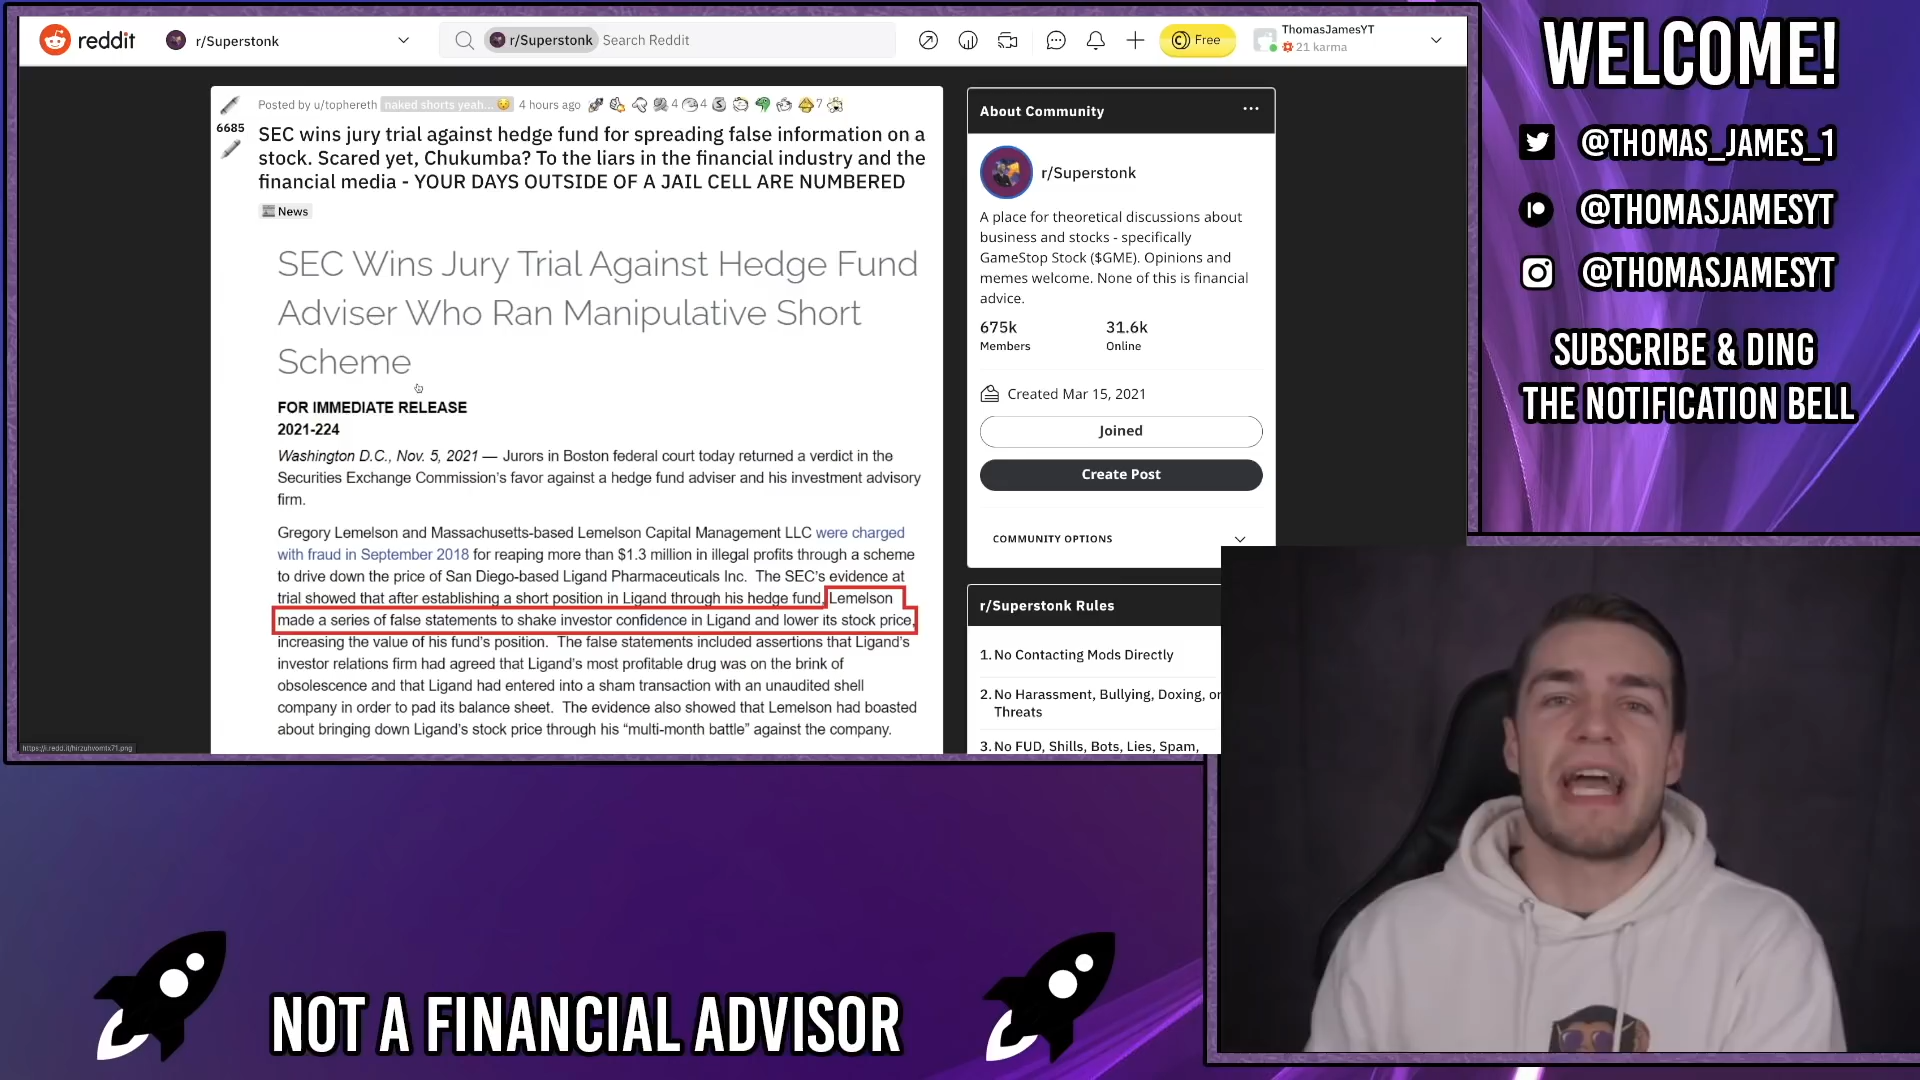 reddit
r/Superstonk
r/Superstonk Search Reddit
Free
ThomasJamesYT
21 karma
Posted by u/tophereth naked shorts yeah... 4 hours ago 4 4 7
6685
SEC wins jury trial against hedge fund for spreading false information on a
stock. Scared yet, Chukumba? To the liars in the financial industry and the
financial media - YOUR DAYS OUTSIDE OF A JAIL CELL ARE NUMBERED
News
SEC Wins Jury Trial Against Hedge Fund
Adviser Who Ran Manipulative Short
Scheme
FOR IMMEDIATE RELEASE
2021-224
Washington D.C., Nov. 5, 2021 — Jurors in Boston federal court today returned a verdict in the
Securities Exchange Commission's favor against a hedge fund adviser and his investment advisory
firm.
Gregory Lemelson and Massachusetts-based Lemelson Capital Management LLC were charged
with fraud in September 2018 for reaping more than $1.3 million in illegal profits through a scheme
to drive down the price of San Diego-based Ligand Pharmaceuticals Inc. The SEC's evidence at
trial showed that after establishing a short position in Ligand through his hedge fund, Lemelson
made a series of false statements to shake investor confidence in Ligand and lower its stock price,
increasing the value of his fund's position. The false statements included assertions that Ligand's
investor relations firm had agreed that Ligand's most profitable drug was on the brink of
obsolescence and that Ligand had entered into a sham transaction with an unaudited shell
company in order to pad its balance sheet. The evidence also showed that Lemelson had boasted
about bringing down Ligand's stock price through his “multi-month battle” against the company.
About Community
r/Superstonk
A place for theoretical discussions about
business and stocks - specifically
GameStop Stock ($GME). Opinions and
memes welcome. None of this is financial
advice.
675k
Members
31.6k
Online
Created Mar 15, 2021
Joined
Create Post
COMMUNITY OPTIONS
r/Superstonk Rules
1. No Contacting Mods Directly
2. No Harassment, Bullying, Doxing, or
Threats
3. No FUD, Shills, Bots, Lies, Spam,
WELCOME!
@THOMAS_JAMES_1
@THOMASJAMESYT
@THOMASJAMESYT
SUBSCRIBE & DING
THE NOTIFICATION BELL
NOT A FINANCIAL ADVISOR